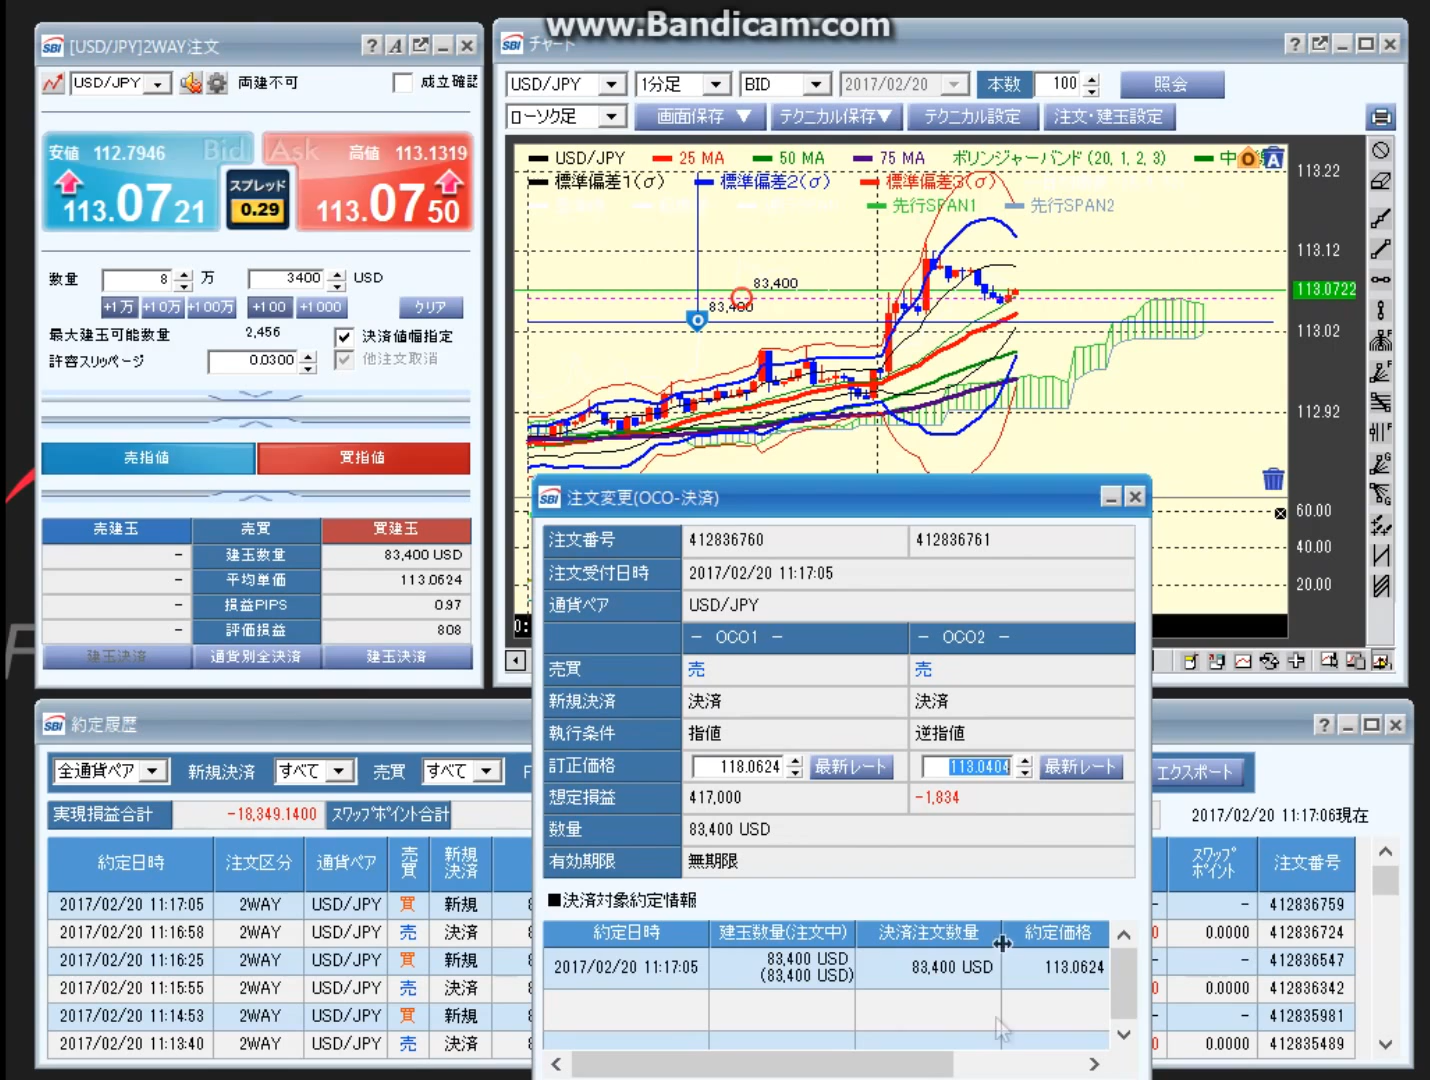 www.Bandicam.com
SBI [USD/JPY]2WAY注文
USD/JPY 両建不可 成立確認
安値 112.7946 Bid
Ask 高値 113.1319
113.0721
スプレッド
0.29
113.0750
数量 8 万 3400 USD
+1万 +10万 +100万 +100 +1000 クリア
最大建玉可能数量 2,456 決済値幅指定
許容スリッページ 0.0300 他注文取消
売指値 買指値
売建玉 売買 買建玉
- 建玉数量 83,400 USD
- 平均単価 113.0624
- 損益PIPS 0.97
- 評価損益 808
建玉決済 通貨別全決済 建玉決済
SBI チャート
USD/JPY 1分足 BID 2017/02/20 本数 100 照会
ローソク足 画面保存 ▼ テクニカル保存▼ テクニカル設定 注文・建玉設定
USD/JPY 25 MA 50 MA 75 MA ボリンジャーバンド (20, 1, 2, 3)
標準偏差1(σ) 標準偏差2(σ) 標準偏差3(σ)
先行SPAN1 先行SPAN2
83,400
83,400
113.22
113.12
113.0722
113.02
112.92
60.00
40.00
20.00
SBI 注文変更(OCO-決済)
注文番号 412836760 412836761
注文受付日時 2017/02/20 11:17:05
通貨ペア USD/JPY
- OCO1 - - OCO2 -
売買 売 売
新規決済 決済 決済
執行条件 指値 逆指値
訂正価格 118.0624 最新レート 113.0404 最新レート
想定損益 417,000 -1,834
数量 83,400 USD
有効期限 無期限
■決済対象約定情報
約定日時 建玉数量(注文中) 決済注文数量 約定価格
2017/02/20 11:17:05 83,400 USD (83,400 USD) 83,400 USD 113.0624
SBI 約定履歴
全通貨ペア 新規決済 すべて 売買 すべて エクスポート
実現損益合計 -18,349.1400 スワップポイント合計 2017/02/20 11:17:06現在
約定日時 注文区分 通貨ペア 売買 新規決済 スワップポイント 注文番号
2017/02/20 11:17:05 2WAY USD/JPY 買 新規 - 412836759
2017/02/20 11:16:58 2WAY USD/JPY 売 決済 0.0000 412836724
2017/02/20 11:16:25 2WAY USD/JPY 買 新規 - 412836547
2017/02/20 11:15:55 2WAY USD/JPY 売 決済 0.0000 412836342
2017/02/20 11:14:53 2WAY USD/JPY 買 新規 - 412835981
2017/02/20 11:13:40 2WAY USD/JPY 売 決済 0.0000 412835489